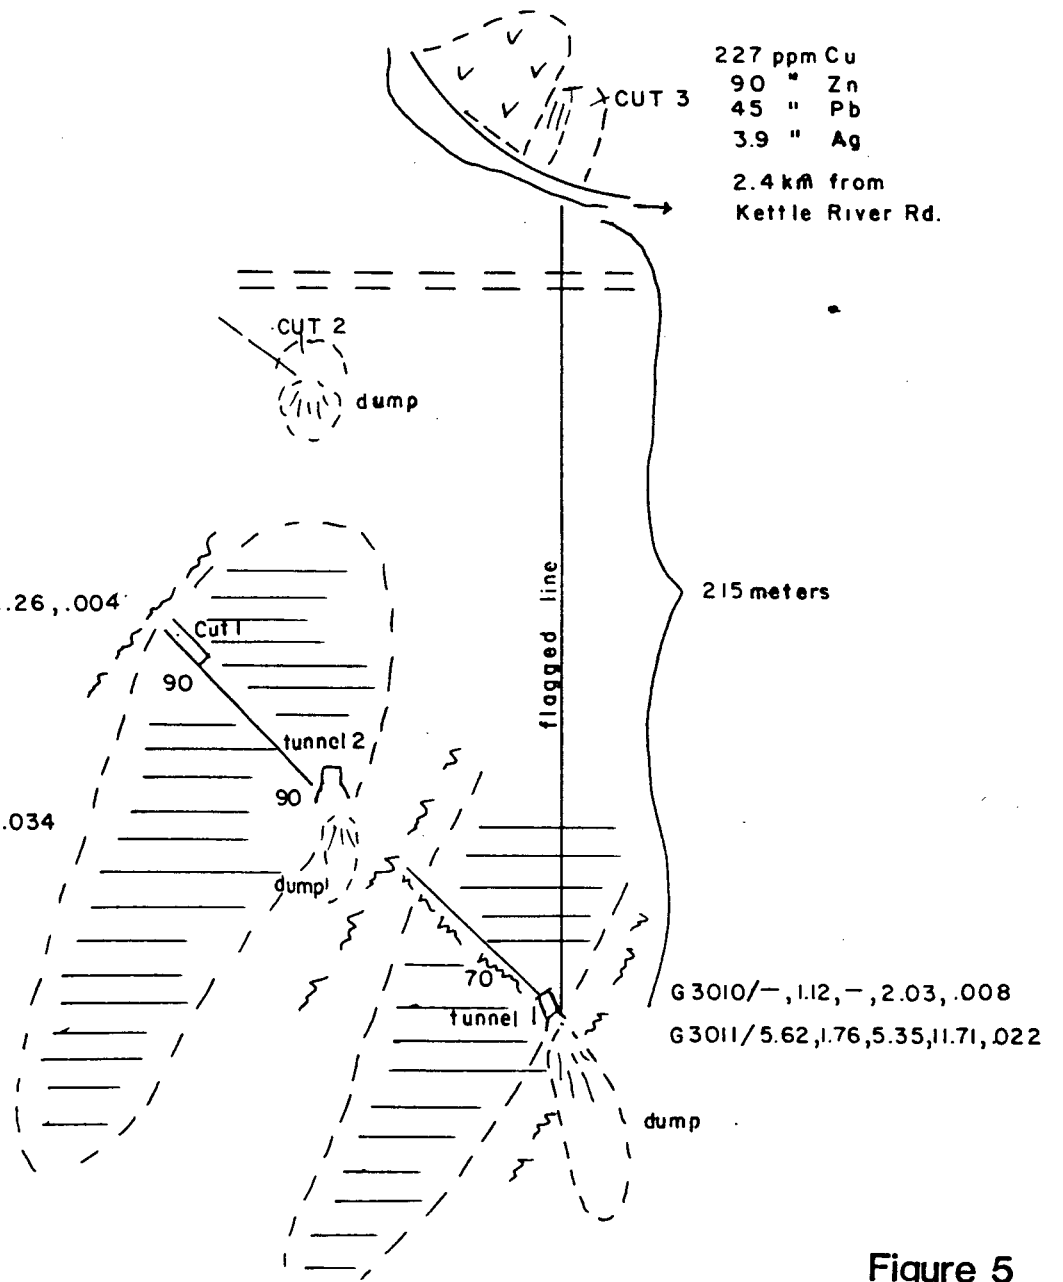 227 ppm Cu
90 " Zn
45 " Pb
3.9 " Ag
CUT 3
2.4 km from
Kettle River Rd.
CUT 2
dump
flagged line
215 meters
.26, .004
Cut 1
90
tunnel 2
90
.034
dump
70
tunnel 1
G 3010/–, 1.12, –, 2.03, .008
G 3011/5.62, 1.76, 5.35, 11.71, .022
dump
Figure 5